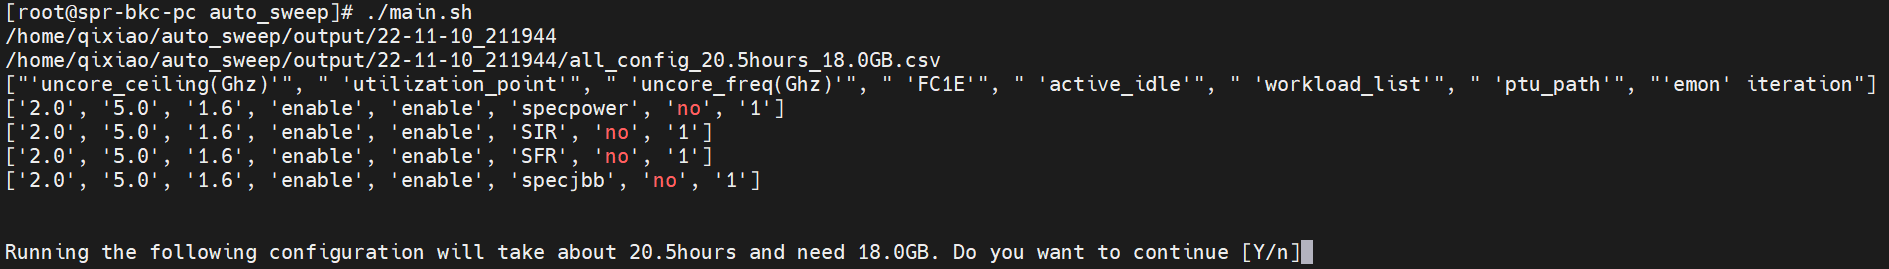 [root@spr-bkc-pc auto_sweep]# ./main.sh
/home/qixiao/auto_sweep/output/22-11-10_211944
/home/qixiao/auto_sweep/output/22-11-10_211944/all_config_20.5hours_18.0GB.csv
["'uncore_ceiling(Ghz)'", " 'utilization_point'", " 'uncore_freq(Ghz)'", " 'FC1E'", " 'active_idle'", " 'workload_list'", " 'ptu_path'", "'emon' iteration"]
['2.0', '5.0', '1.6', 'enable', 'enable', 'specpower', 'no', '1']
['2.0', '5.0', '1.6', 'enable', 'enable', 'SIR', 'no', '1']
['2.0', '5.0', '1.6', 'enable', 'enable', 'SFR', 'no', '1']
['2.0', '5.0', '1.6', 'enable', 'enable', 'specjbb', 'no', '1']
Running the following configuration will take about 20.5hours and need 18.0GB. Do you want to continue [Y/n]